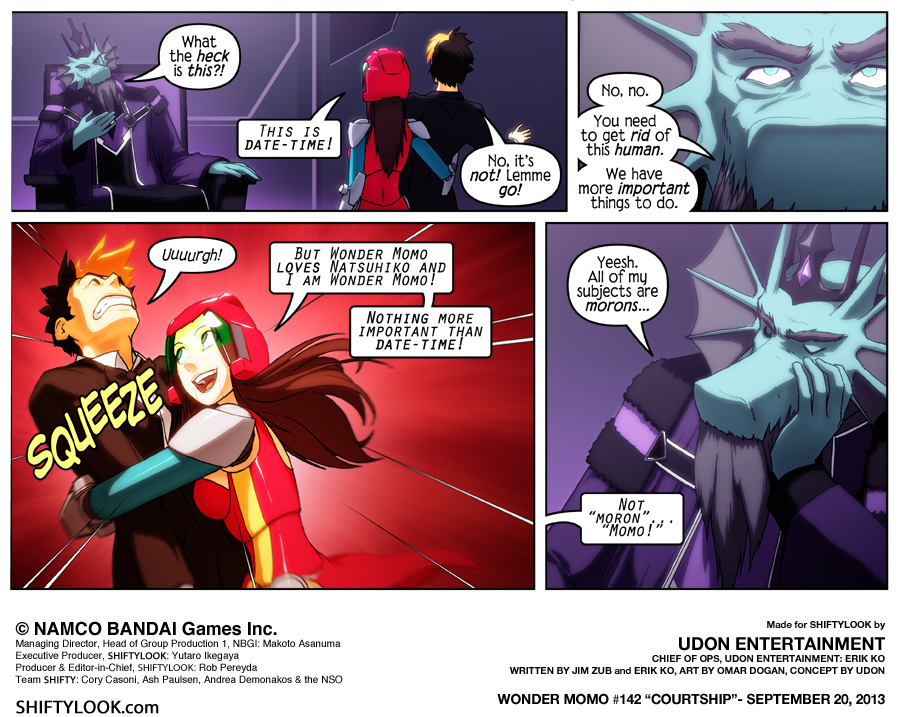 What
the heck
is this?!
THIS IS
DATE-TIME!
No, it's
not! Lemme
go!
No, no.
You need
to get rid of
this human.
We have
more important
things to do.
Uuuurgh!
BUT WONDER MOMO
LOVES NATSUHIKO AND
I AM WONDER MOMO!
NOTHING MORE
IMPORTANT THAN
DATE-TIME!
SQUEEZE
Yeesh.
All of my
subjects are
morons...
NOT
"MORON"...
"MOMO!"
© NAMCO BANDAI Games Inc.
Managing Director, Head of Group Production 1, NBGI: Makoto Asanuma
Executive Producer, SHIFTYLOOK: Yutaro Ikegaya
Producer & Editor-in-Chief, SHIFTYLOOK: Rob Pereyda
Team SHIFTY: Cory Casoni, Ash Paulsen, Andrea Demonakos & the NSO
SHIFTYLOOK.com
Made for SHIFTYLOOK by
UDON ENTERTAINMENT
CHIEF OF OPS, UDON ENTERTAINMENT: ERIK KO
WRITTEN BY JIM ZUB and ERIK KO, ART BY OMAR DOGAN, CONCEPT BY UDON
WONDER MOMO #142 "COURTSHIP"- SEPTEMBER 20, 2013